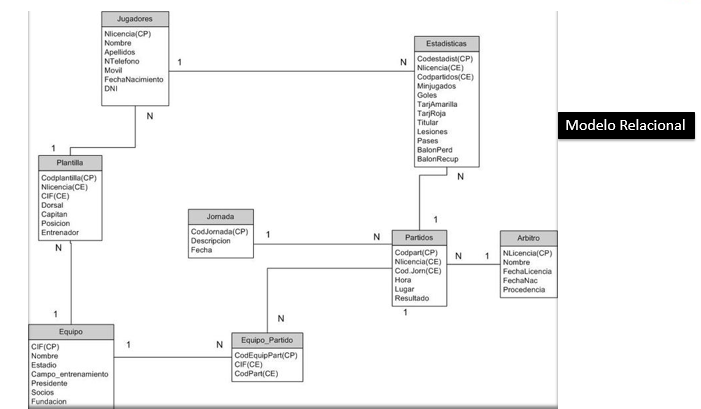 Jugadores
Nlicencia(CP)
Nombre
Apellidos
NTelefono
Movil
FechaNacimiento
DNI
1
N
N
Estadisticas
Codestadist(CP)
Nlicencia(CE)
Codpartidos(CE)
Minjugados
Goles
TarjAmarilla
TarjRoja
Titular
Lesiones
Pases
BalonPerd
BalonRecup
N
Modelo Relacional
1
Plantilla
Codplantilla(CP)
Nlicencia(CE)
CIF(CE)
Dorsal
Capitan
Posicion
Entrenador
N
Jornada
CodJornada(CP)
Descripcion
Fecha
1
N
1
Partidos
Codpart(CP)
Nlicencia(CE)
Cod.Jorn(CE)
Hora
Lugar
Resultado
1
N
1
Arbitro
NLicencia(CP)
Nombre
FechaLicencia
FechaNac
Procedencia
1
Equipo
CIF(CP)
Nombre
Estadio
Campo_entrenamiento
Presidente
Socios
Fundacion
1
N
N
Equipo_Partido
CodEquipPart(CP)
CIF(CE)
CodPart(CE)